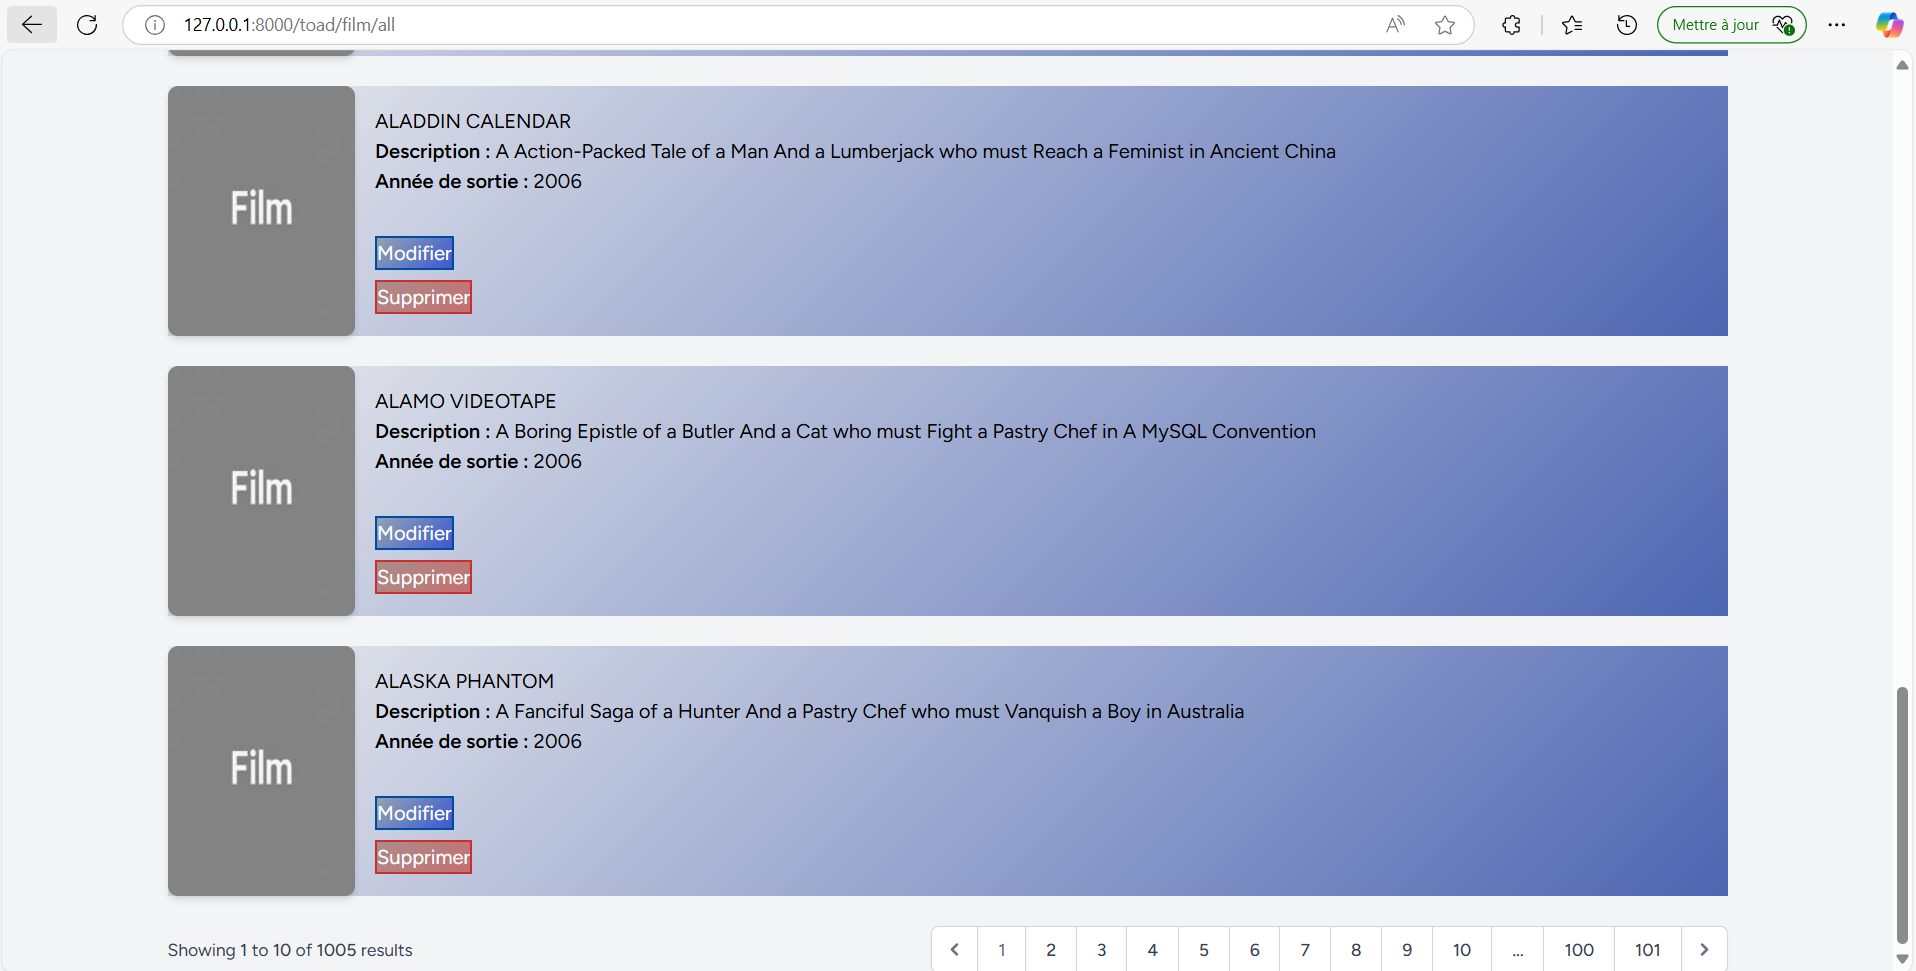 127.0.0.1:8000/toad/film/all
Mettre à jour
Film
ALADDIN CALENDAR
Description : A Action-Packed Tale of a Man And a Lumberjack who must Reach a Feminist in Ancient China
Année de sortie : 2006
Modifier
Supprimer
Film
ALAMO VIDEOTAPE
Description : A Boring Epistle of a Butler And a Cat who must Fight a Pastry Chef in A MySQL Convention
Année de sortie : 2006
Modifier
Supprimer
Film
ALASKA PHANTOM
Description : A Fanciful Saga of a Hunter And a Pastry Chef who must Vanquish a Boy in Australia
Année de sortie : 2006
Modifier
Supprimer
Showing 1 to 10 of 1005 results
1 2 3 4 5 6 7 8 9 10 ... 100 101